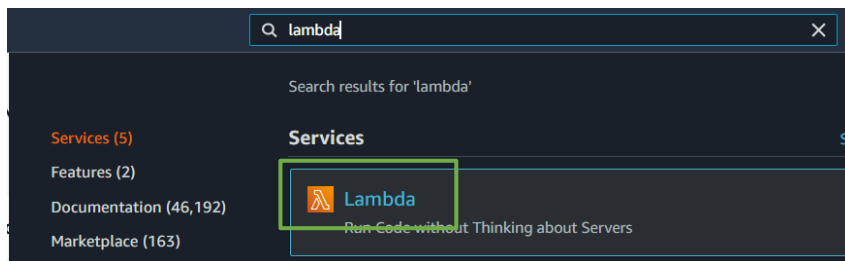 lambda
Search results for 'lambda'
Services (5)
Services
Features (2)
Lambda
Documentation (46,192)
Run Code without Thinking about Servers
Marketplace (163)